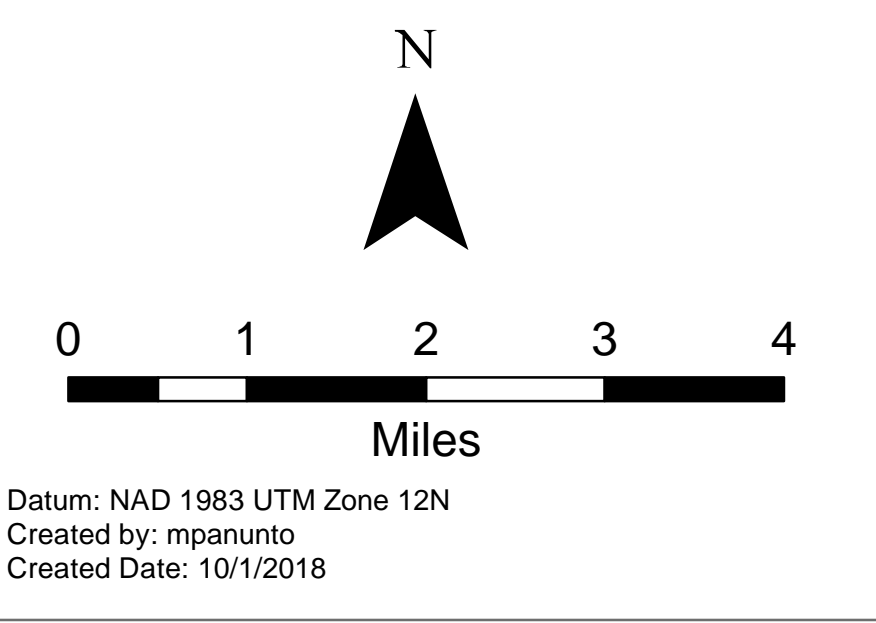 N
0 1 2 3 4
Miles
Datum: NAD 1983 UTM Zone 12N
Created by: mpanunto
Created Date: 10/1/2018